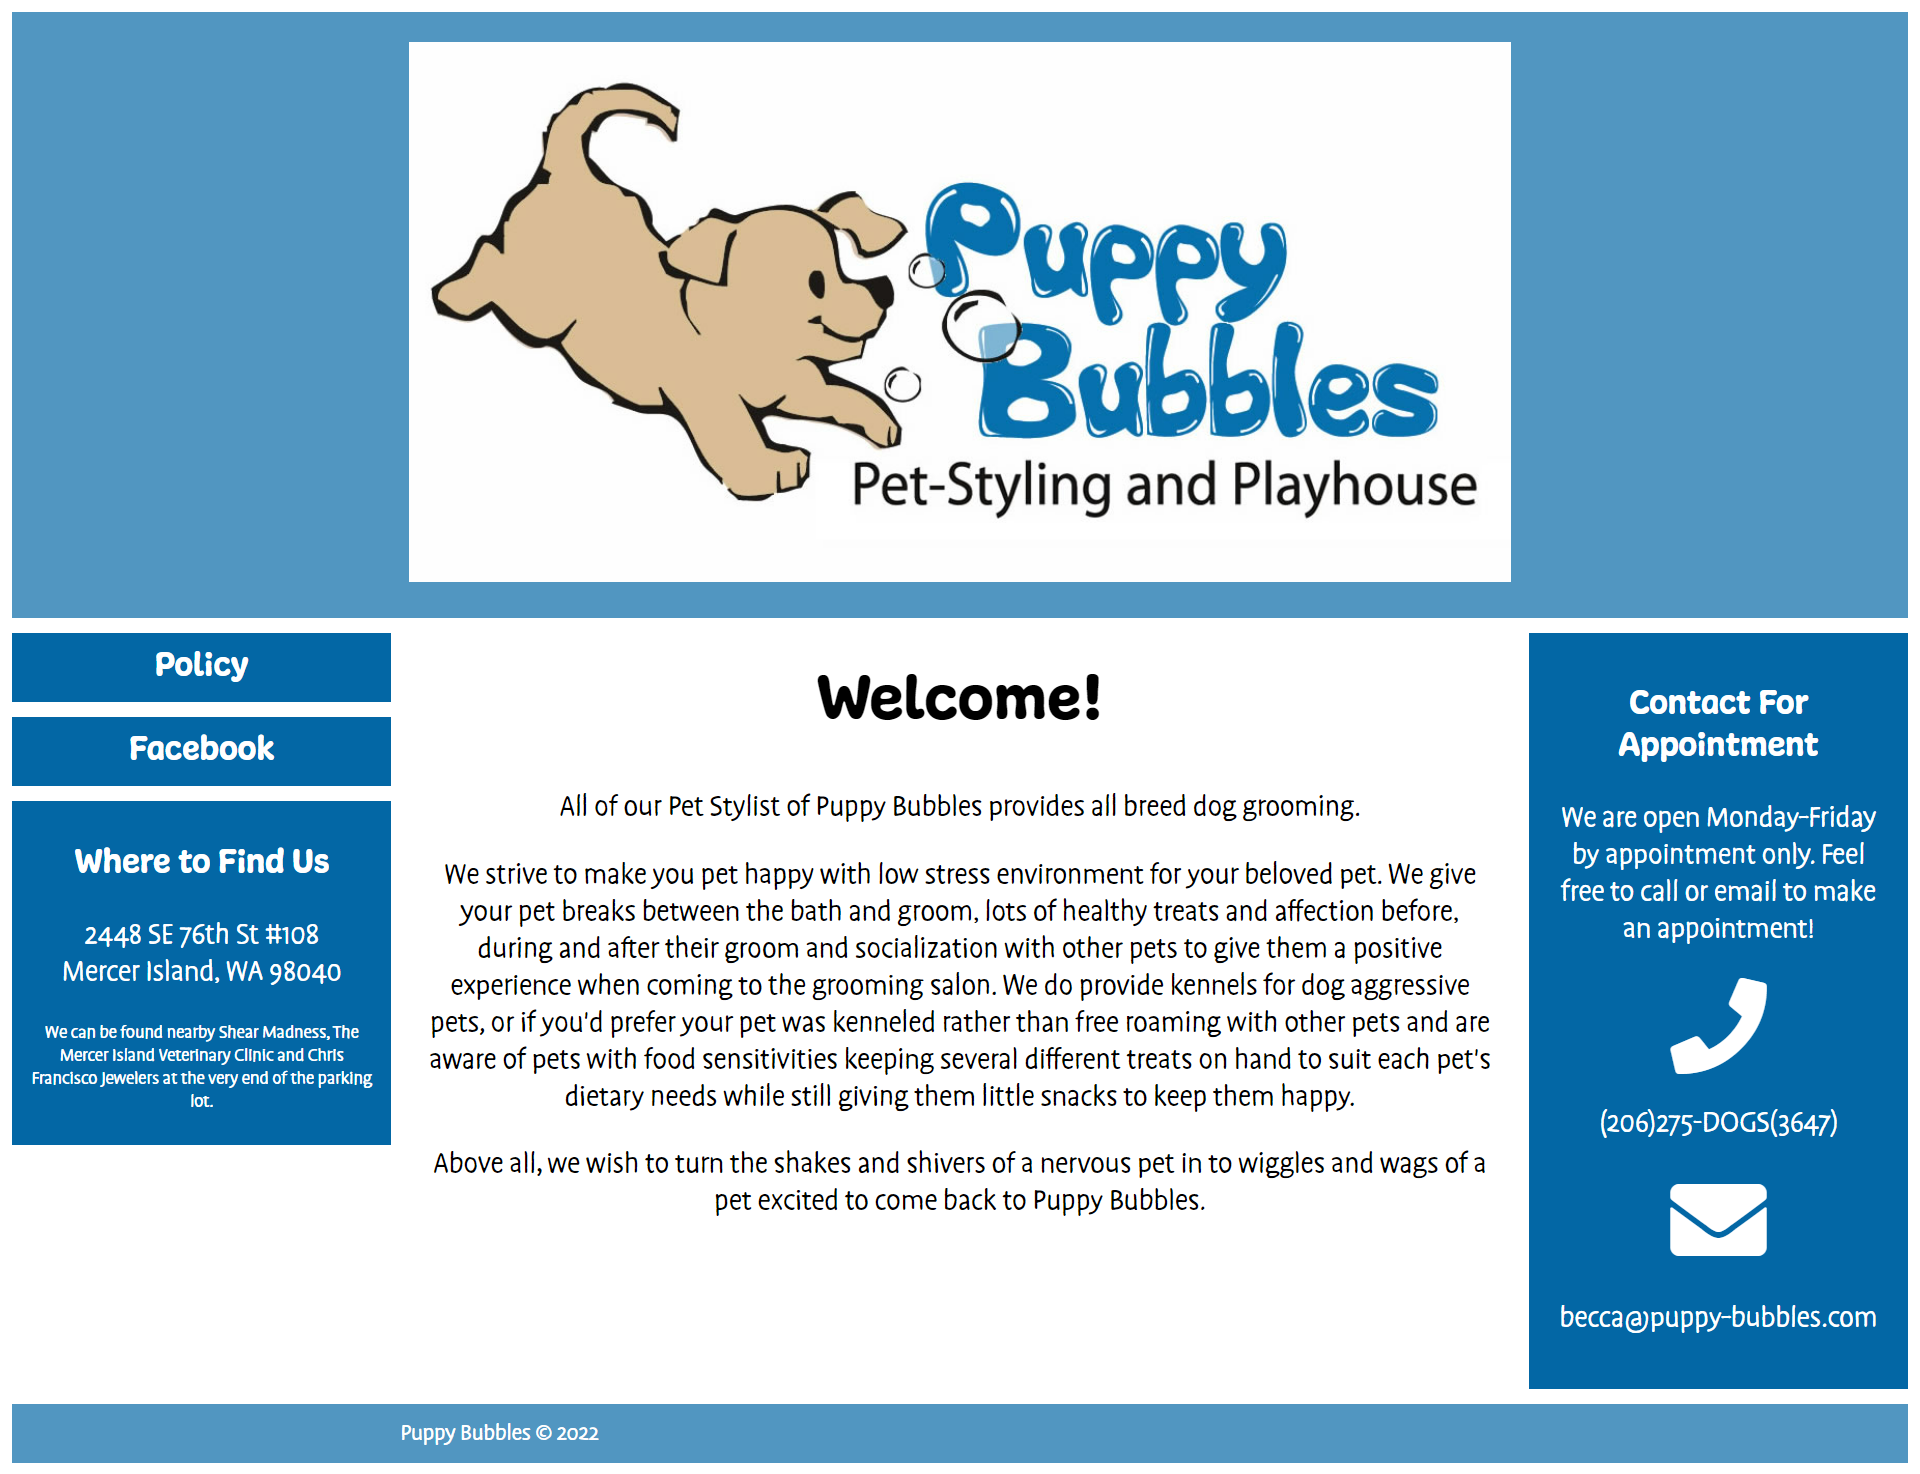 Puppy
Bubbles
Pet-Styling and Playhouse
Policy
Facebook
Where to Find Us
2448 SE 76th St #108
Mercer Island, WA 98040
We can be found nearby Shear Madness, The
Mercer Island Veterinary Clinic and Chris
Francisco Jewelers at the very end of the parking
lot.
Welcome!
All of our Pet Stylist of Puppy Bubbles provides all breed dog grooming.
We strive to make you pet happy with low stress environment for your beloved pet. We give
your pet breaks between the bath and groom, lots of healthy treats and affection before,
during and after their groom and socialization with other pets to give them a positive
experience when coming to the grooming salon. We do provide kennels for dog aggressive
pets, or if you'd prefer your pet was kenneled rather than free roaming with other pets and are
aware of pets with food sensitivities keeping several different treats on hand to suit each pet's
dietary needs while still giving them little snacks to keep them happy.
Above all, we wish to turn the shakes and shivers of a nervous pet in to wiggles and wags of a
pet excited to come back to Puppy Bubbles.
Contact For
Appointment
We are open Monday-Friday
by appointment only. Feel
free to call or email to make
an appointment!
(206)275-DOGS(3647)
becca@puppy-bubbles.com
Puppy Bubbles © 2022